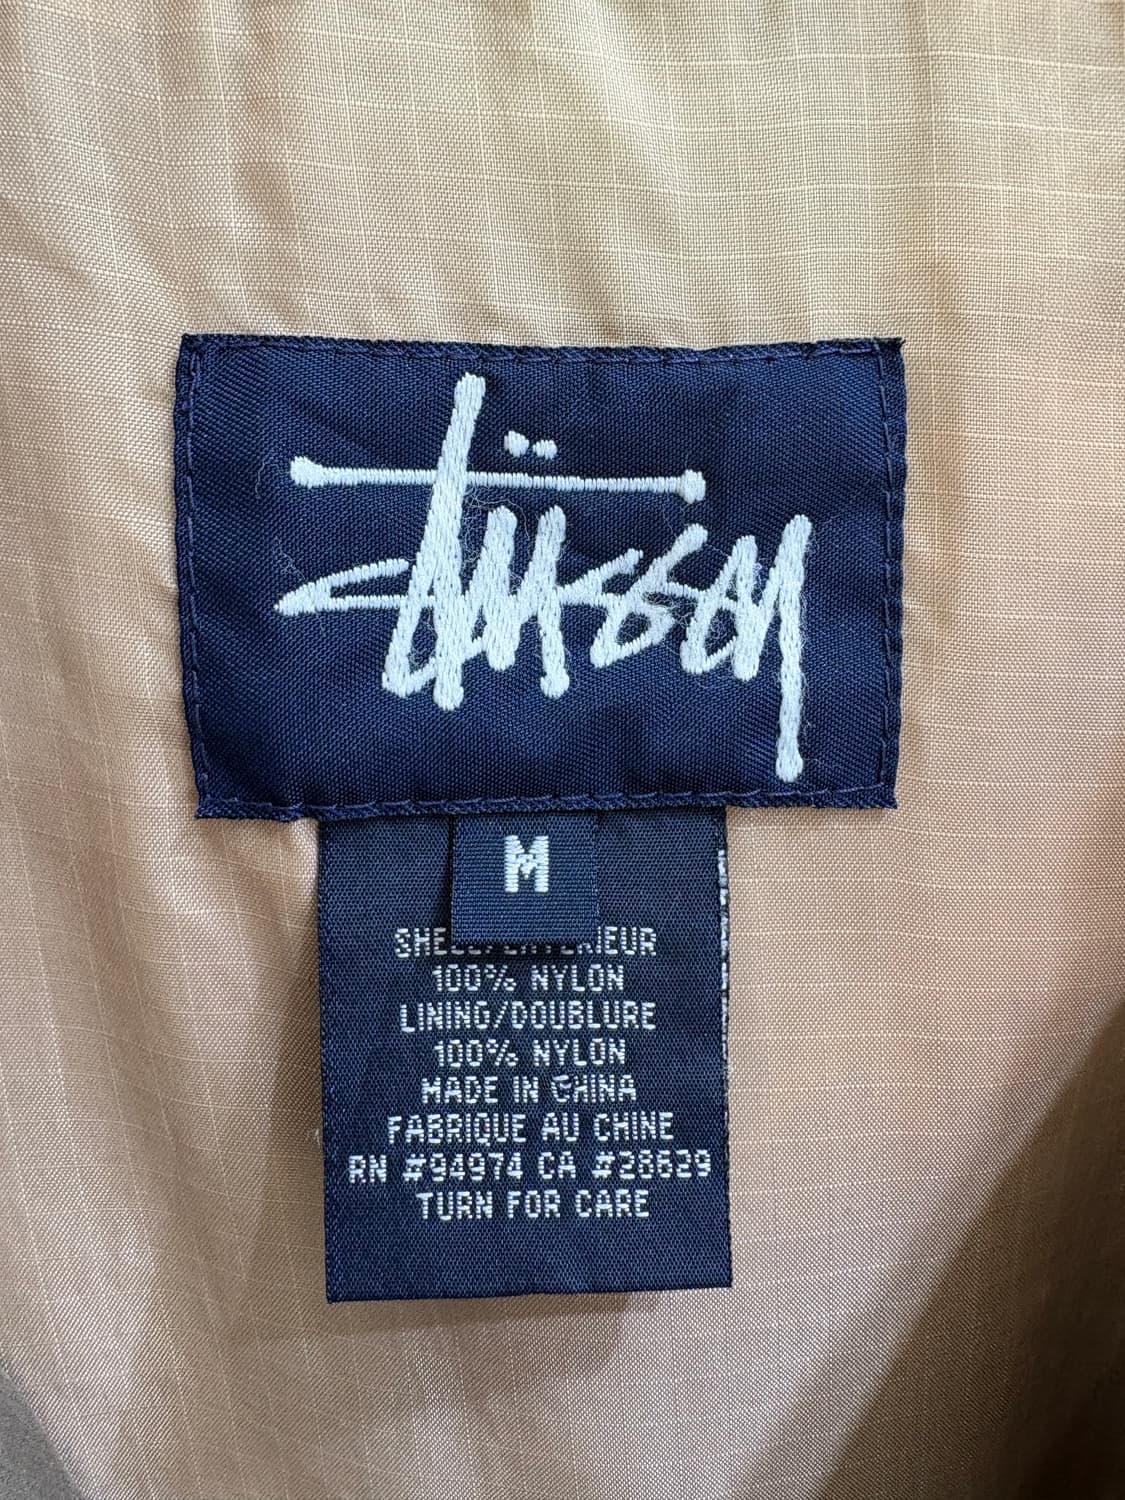 Stüssy
M
SHELL/EXTERIEUR
100% NYLON
LINING/DOUBLURE
100% NYLON
MADE IN CHINA
FABRIQUE AU CHINE
RN #94974 CA #28629
TURN FOR CARE